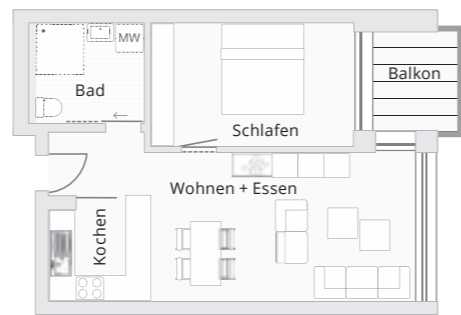 MW
Bad
Balkon
Schlafen
Wohnen + Essen
Kochen